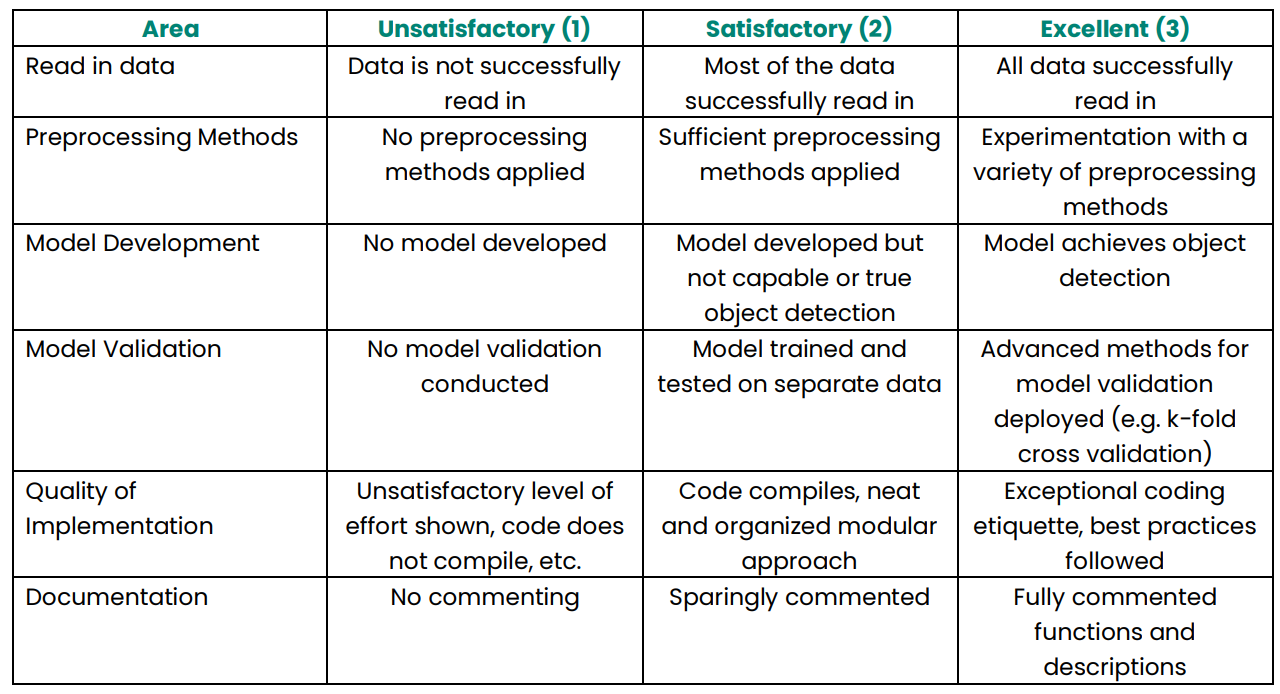 Area Unsatisfactory (1) Satisfactory (2) Excellent (3)
Read in data
Data is not successfully
read in
Most of the data
successfully read in
All data successfully
read in
Preprocessing Methods
No preprocessing
methods applied
Sufficient preprocessing
methods applied
Experimentation with a
variety of preprocessing
methods
Model Development
No model developed
Model developed but
not capable or true
object detection
Model achieves object
detection
Model Validation
No model validation
conducted
Model trained and
tested on separate data
Advanced methods for
model validation
deployed (e.g. k-fold
cross validation)
Quality of
Implementation
Unsatisfactory level of
effort shown, code does
not compile, etc.
Code compiles, neat
and organized modular
approach
Exceptional coding
etiquette, best practices
followed
Documentation
No commenting
Sparingly commented
Fully commented
functions and
descriptions